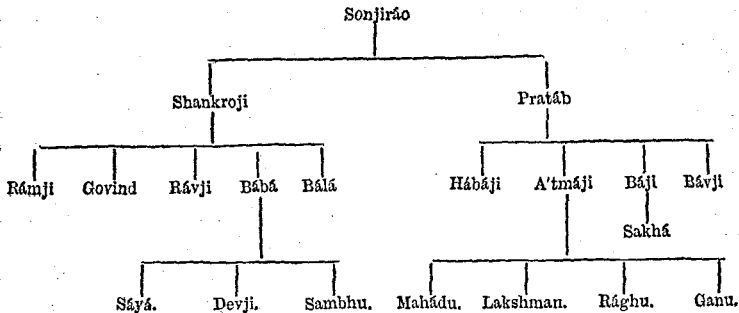 Sonjiráo
Shankroji Pratáb
Rámji Govind Rávji Bábá Bálá Hábáji A'tmáji Báji Bávji
Sakhá
Sáyá. Devji. Sambhu. Mahádu. Lakshman. Rághu. Ganu.